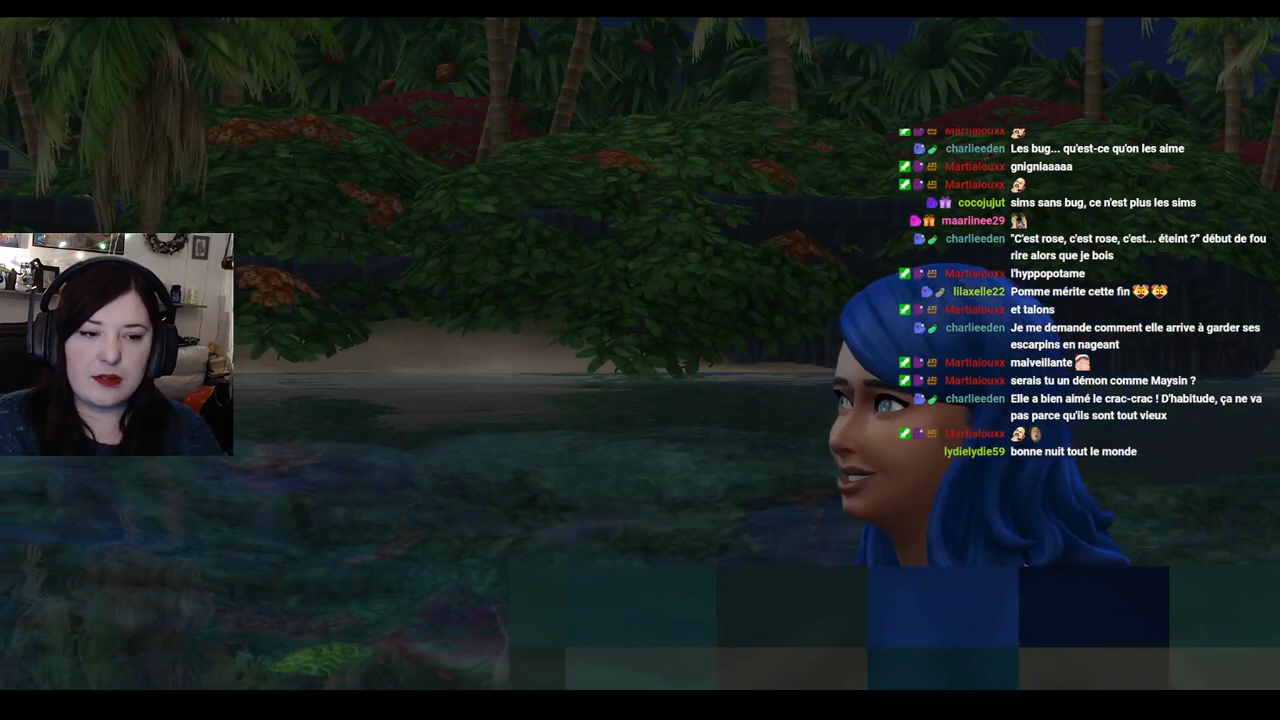 Martialouxx
charlieeden Les bug... qu'est-ce qu'on les aime
Martialouxx gnigniaaaaa
Martialouxx
cocojujut sims sans bug, ce n'est plus les sims
maariinee29
charlieeden "C'est rose, c'est rose, c'est... éteint ?" début de fou
rire alors que je bois
Martialouxx l'hyppopotame
lilaxelle22 Pomme mérite cette fin
Martialouxx et talons
charlieeden Je me demande comment elle arrive à garder ses
escarpins en nageant
Martialouxx malveillante
Martialouxx serais tu un démon comme Maysin ?
charlieeden Elle a bien aimé le crac-crac ! D'habitude, ça ne va
pas parce qu'ils sont tout vieux
Martialouxx
lydielydie59 bonne nuit tout le monde